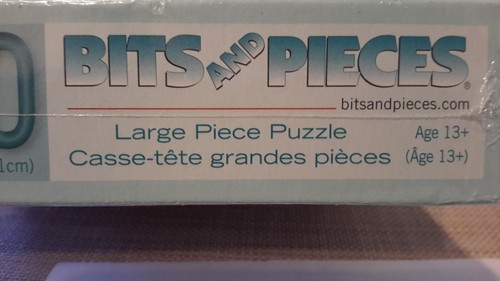 BITS AND PIECES®
bitsandpieces.com
Large Piece Puzzle Age 13+
Casse-tête grandes pièces (Âge 13+)
1cm)